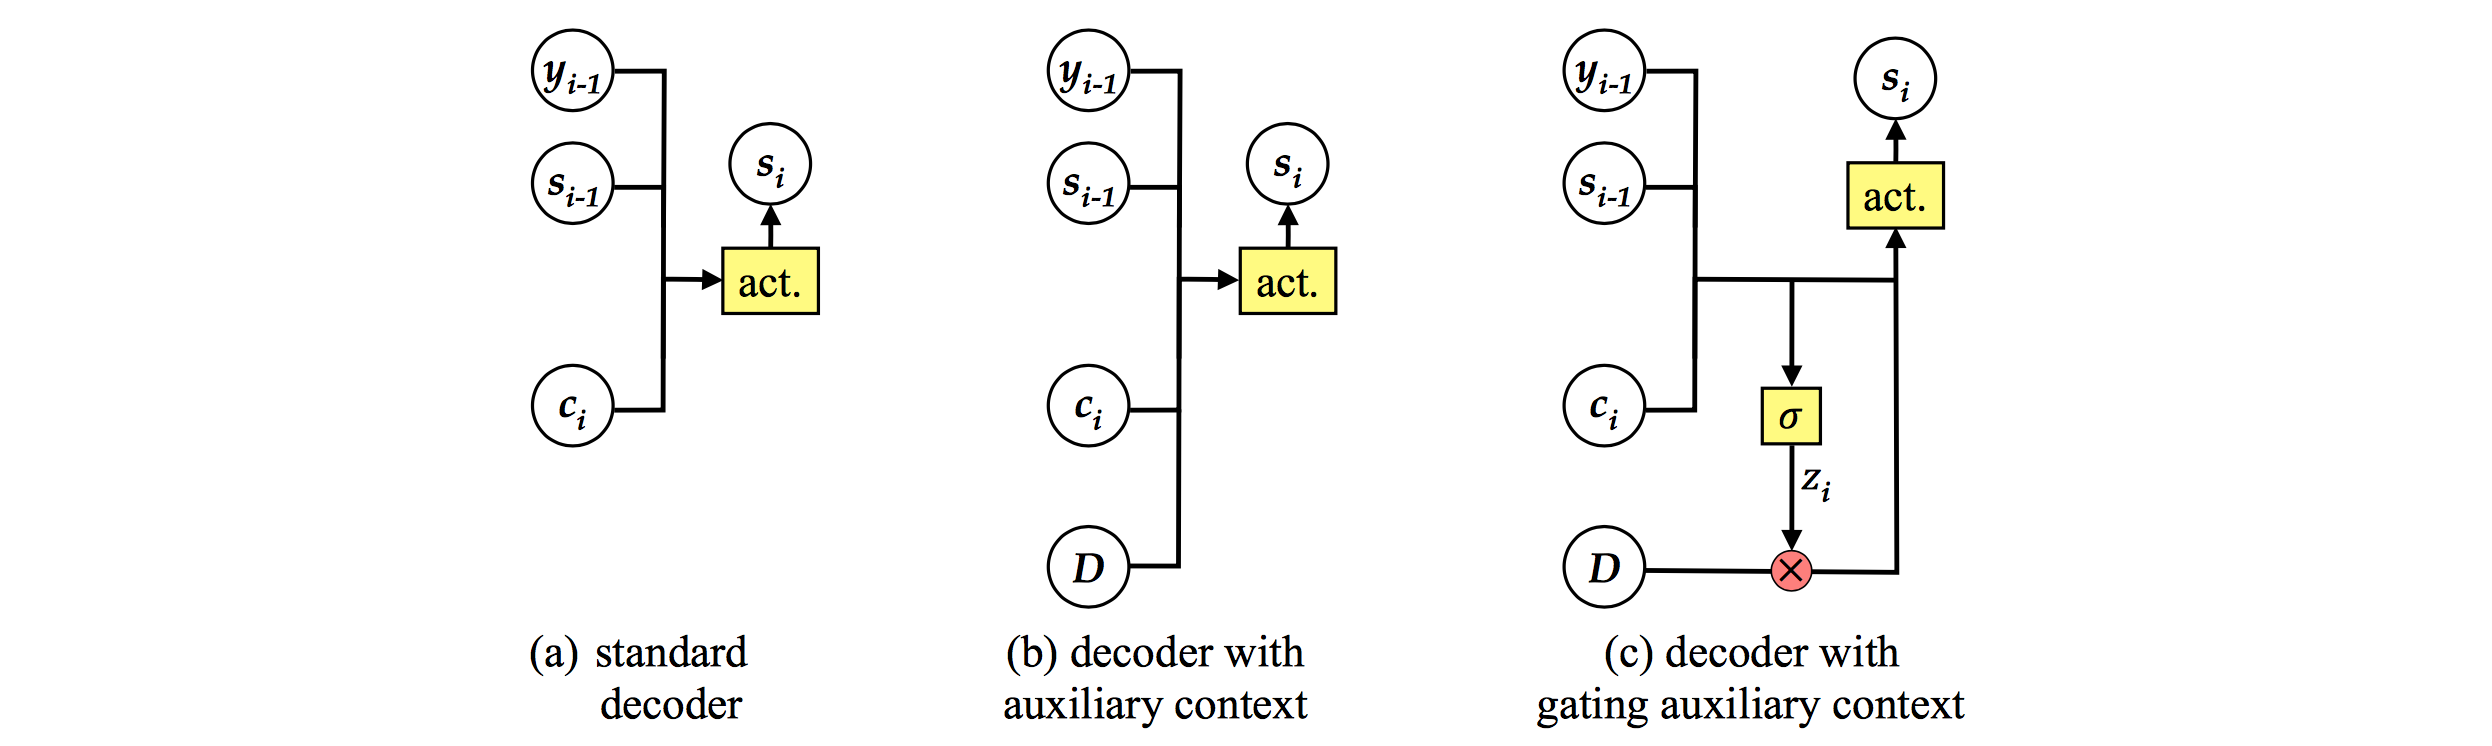 y_{i-1}
s_{i-1}
s_i
act.
c_i
(a) standard
decoder
y_{i-1}
s_{i-1}
s_i
act.
c_i
D
(b) decoder with
auxiliary context
y_{i-1}
s_i
s_{i-1}
act.
c_i
σ
z_i
D
×
(c) decoder with
gating auxiliary context